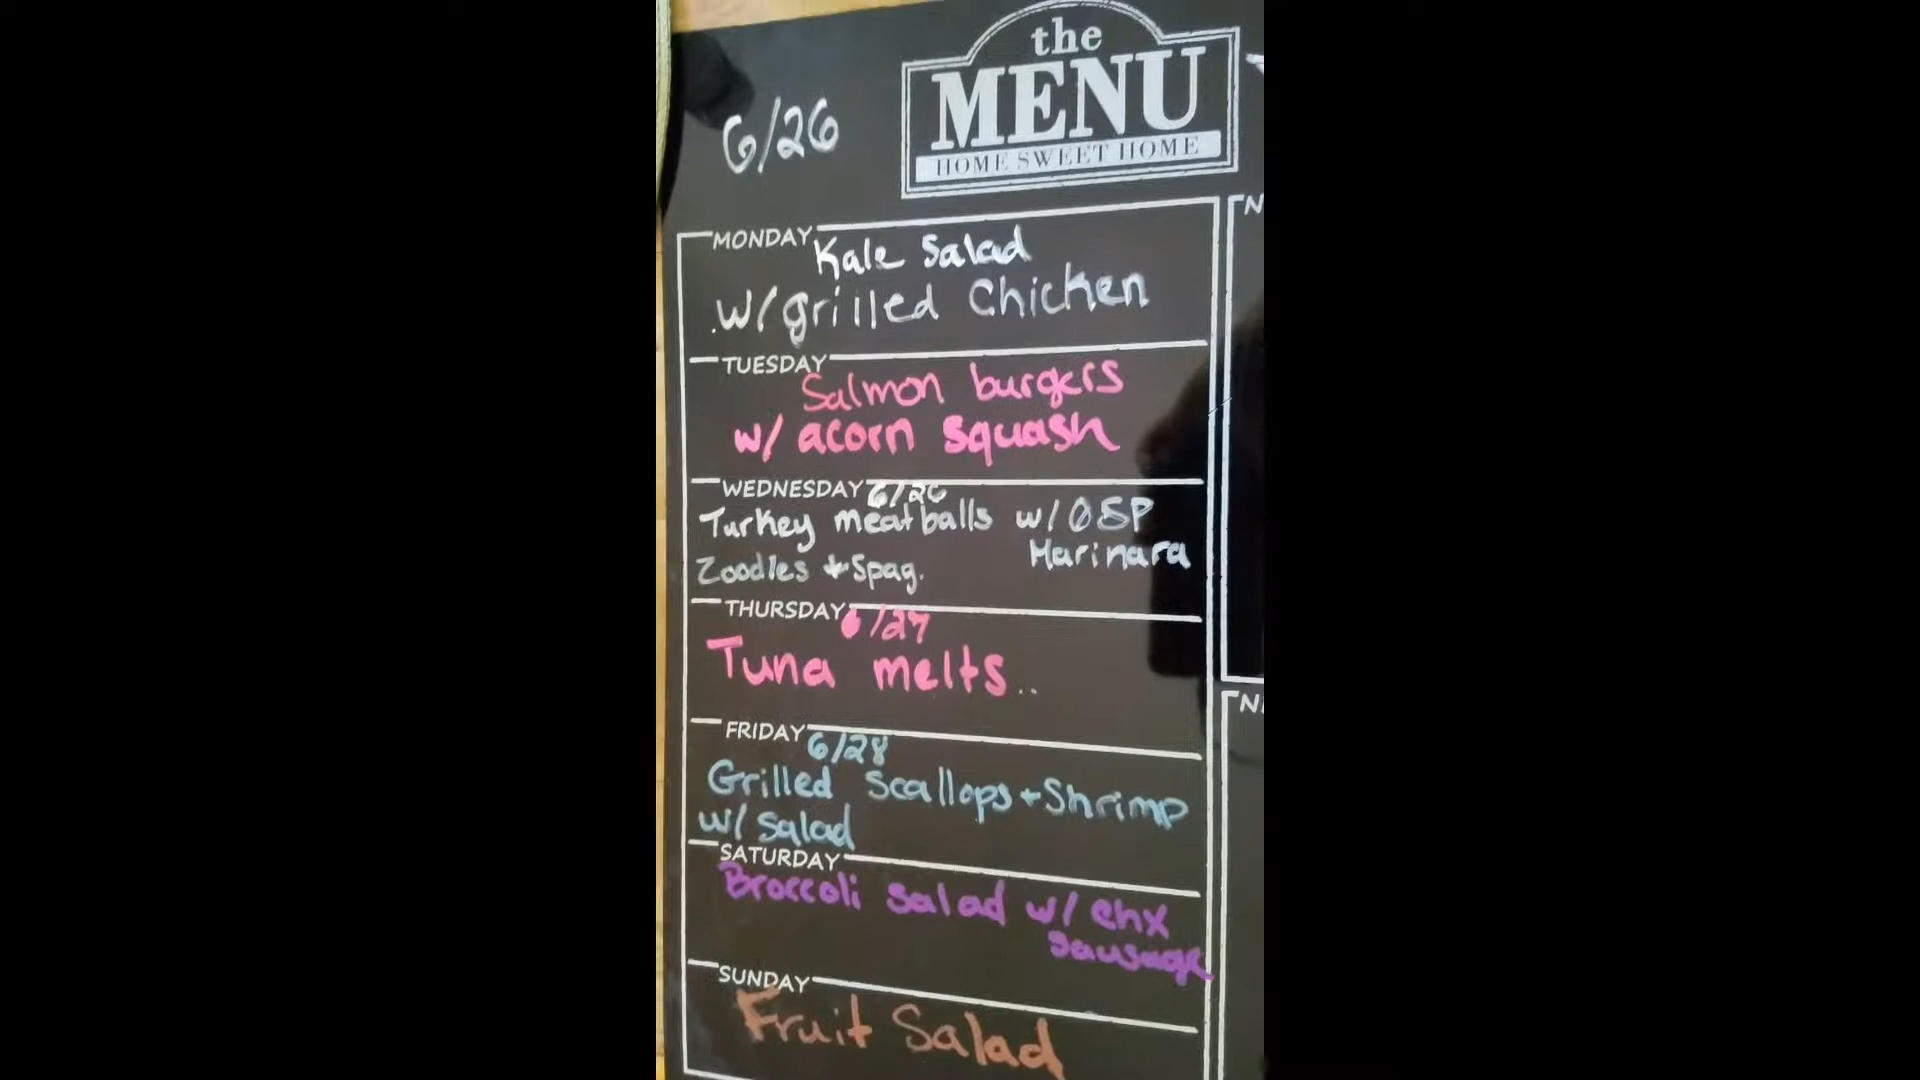 the
MENU
HOME SWEET HOME
6/26
MONDAY
Kale Salad
w/grilled Chicken
TUESDAY
Salmon burgers
w/ acorn squash
WEDNESDAY 6/26
Turkey meatballs w/ OSP
Marinara
Zoodles + Spag.
THURSDAY 6/27
Tuna melts..
FRIDAY 6/28
Grilled Scallops + Shrimp
w/ Salad
SATURDAY
Broccoli Salad w/ chx
Sausage
SUNDAY
Fruit Salad